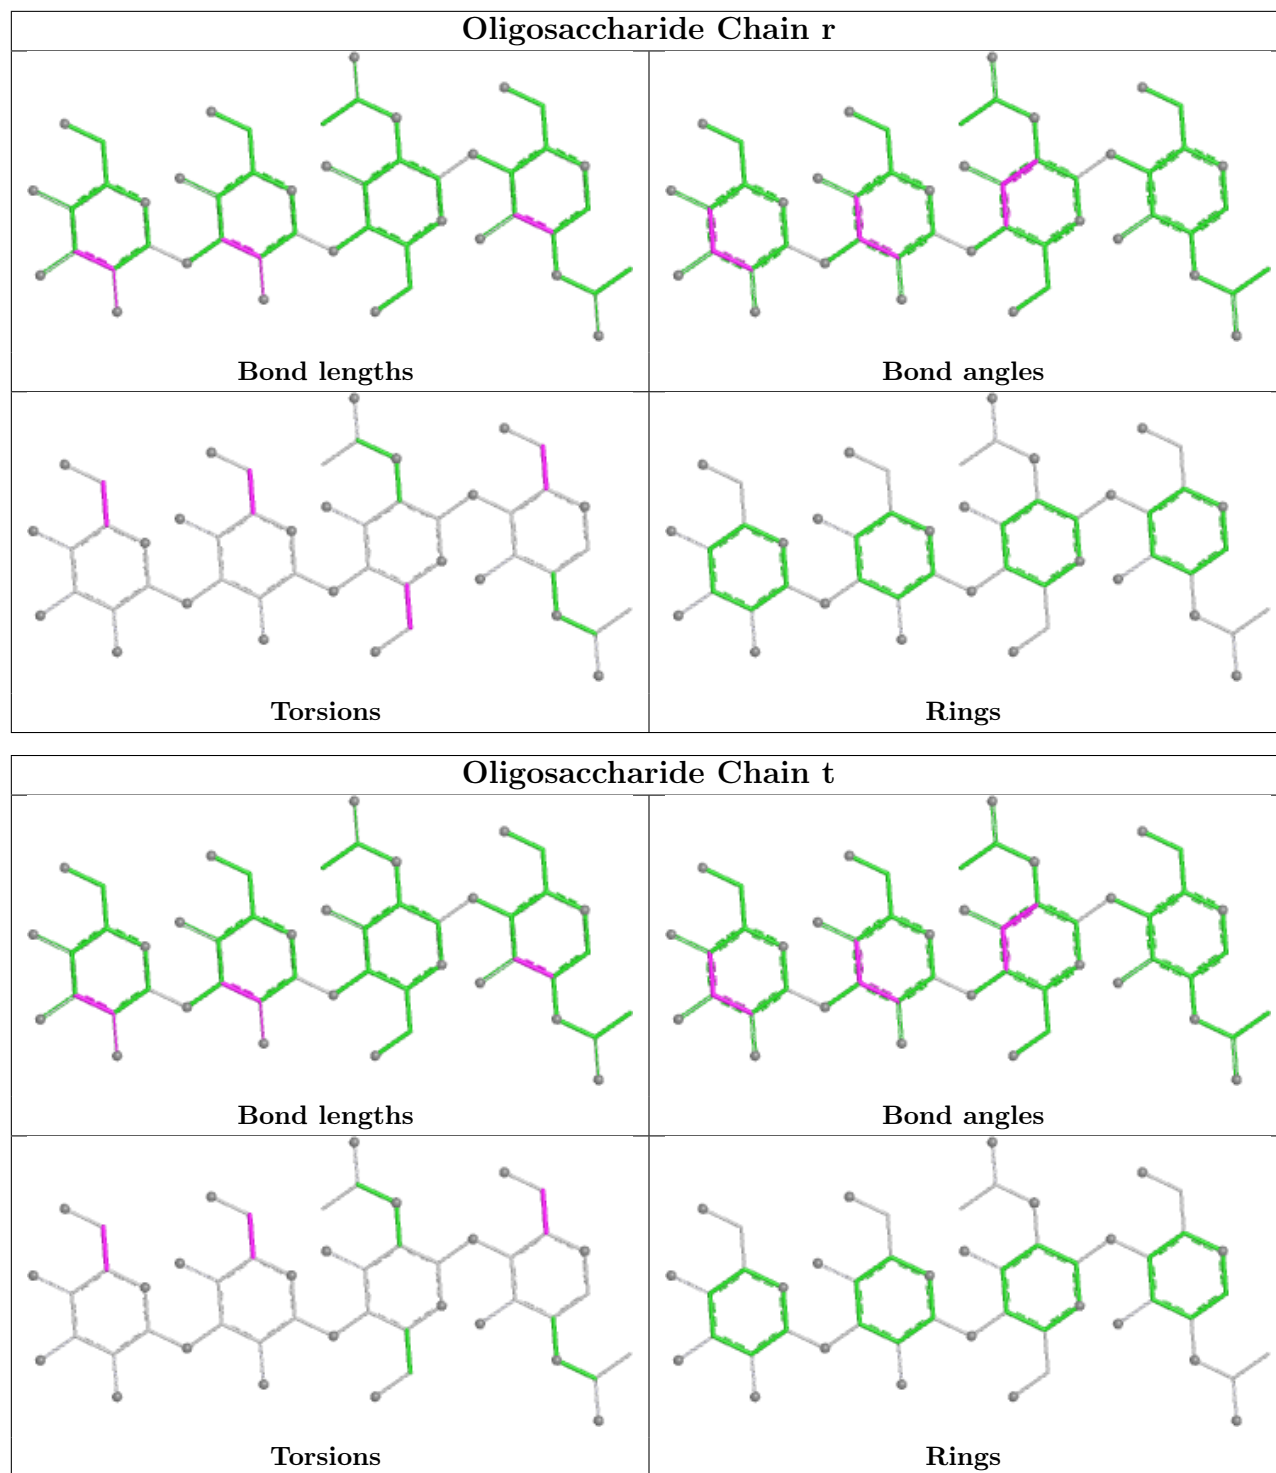 Oligosaccharide Chain r
Bond lengths
Bond angles
Torsions
Rings
Oligosaccharide Chain t
Bond lengths
Bond angles
Torsions
Rings